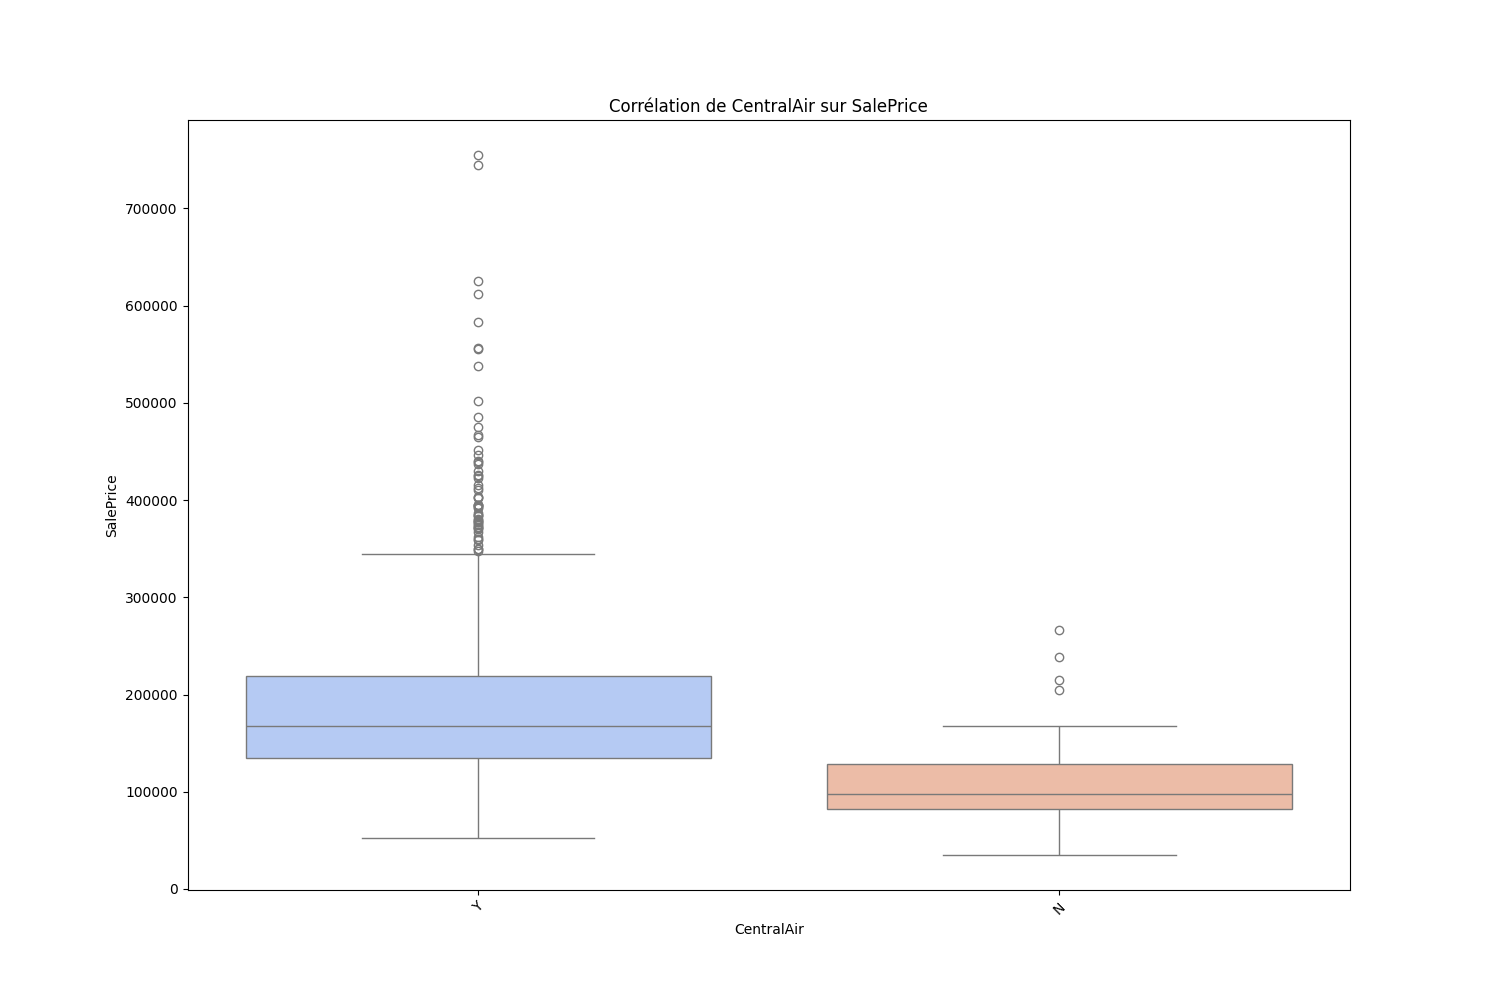 Corrélation de CentralAir sur SalePrice
700000
600000
500000
400000
300000
200000
100000
0
SalePrice
Y
N
CentralAir